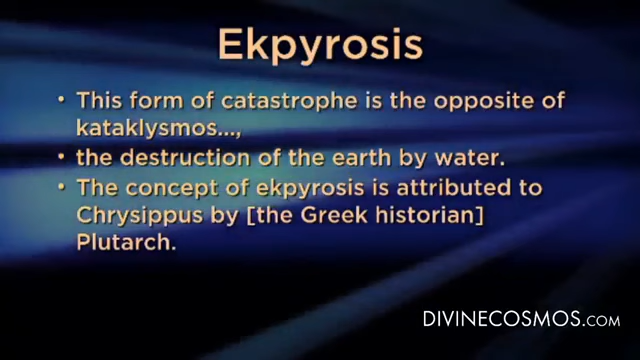 Ekpyrosis
• This form of catastrophe is the opposite of
kataklysmos...,
• the destruction of the earth by water.
• The concept of ekpyrosis is attributed to
Chrysippus by [the Greek historian]
Plutarch.
DIVINECOSMOS.COM